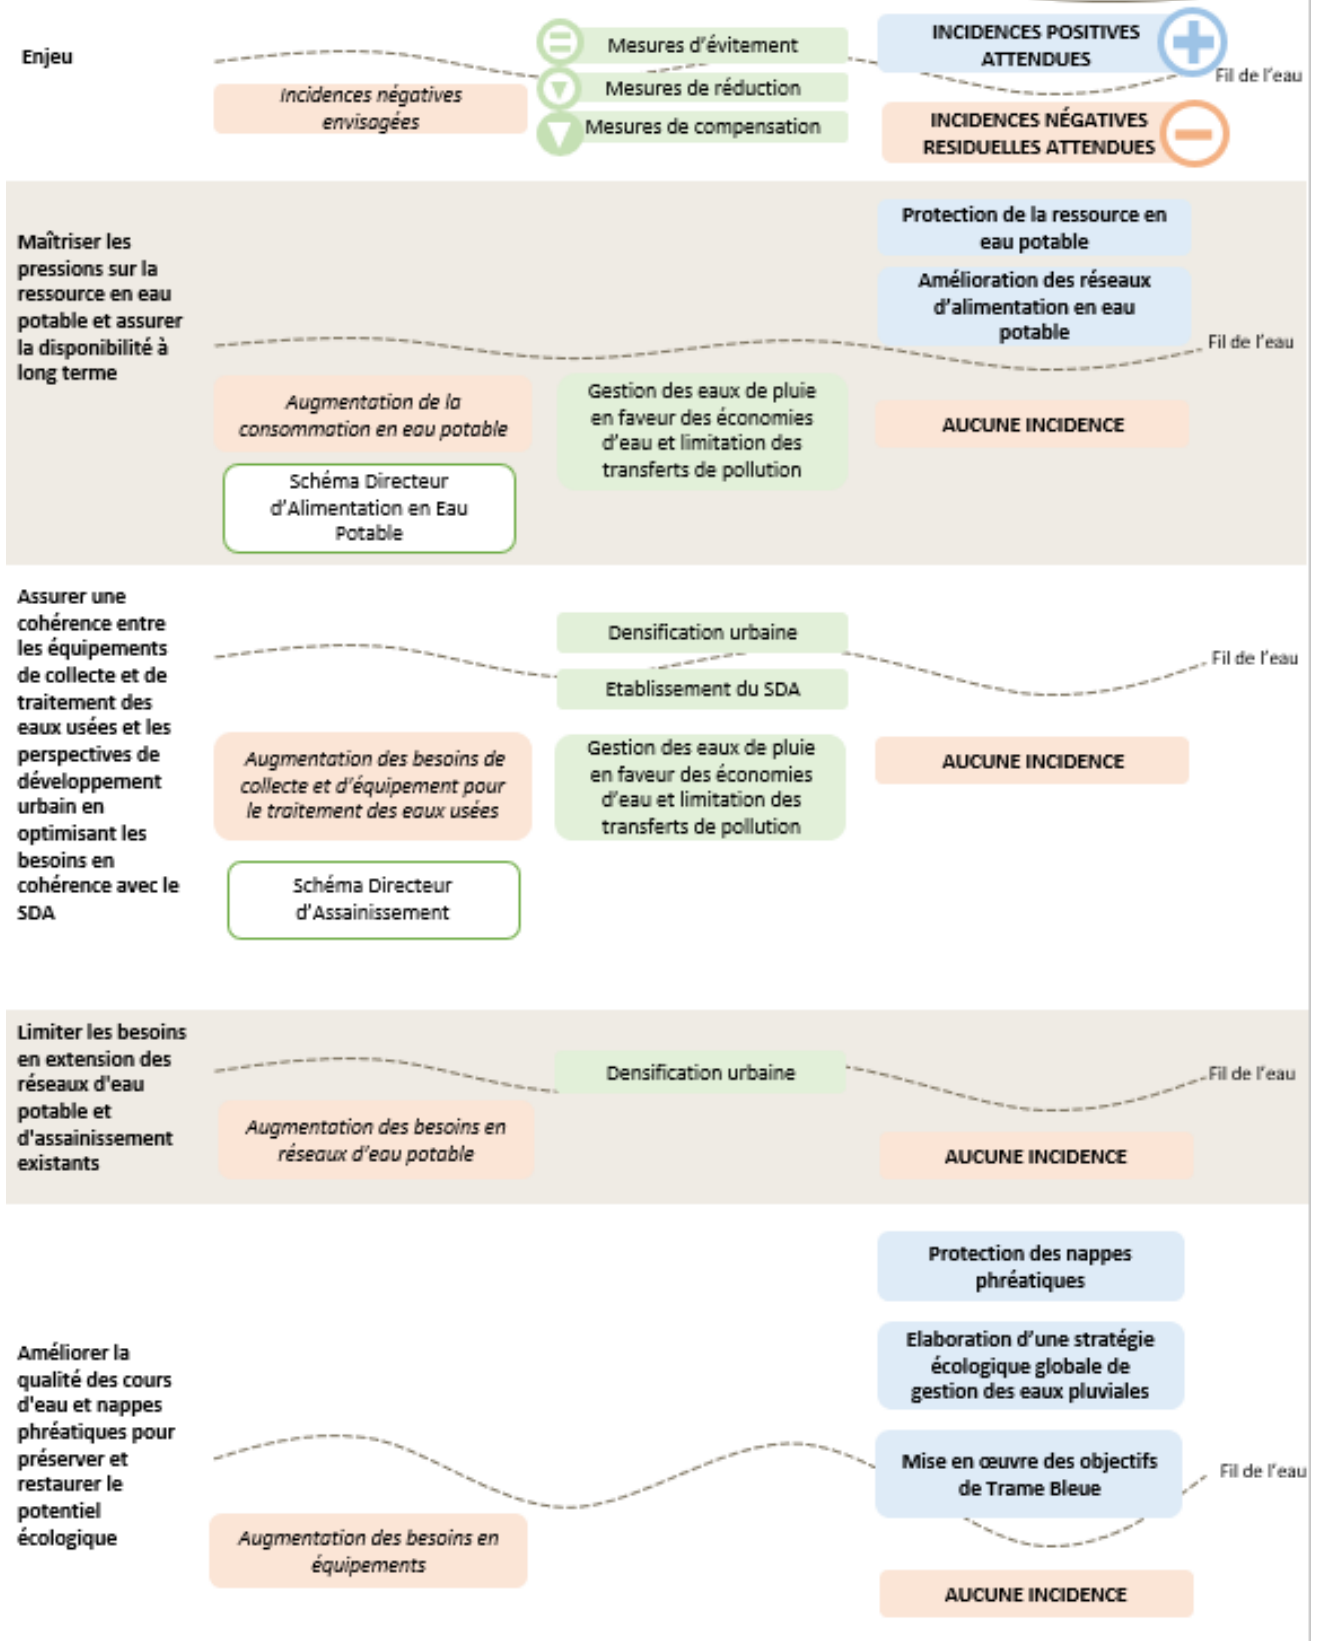 Enjeu
Incidences négatives
envisagées
Mesures d'évitement
Mesures de réduction
Mesures de compensation
INCIDENCES POSITIVES
ATTENDUES
Fil de l'eau
INCIDENCES NÉGATIVES
RESIDUELLES ATTENDUES
Maîtriser les
pressions sur la
ressource en eau
potable et assurer
la disponibilité à
long terme
Protection de la ressource en
eau potable
Amélioration des réseaux
d'alimentation en eau
potable
Fil de l'eau
Augmentation de la
consommation en eau potable
Schéma Directeur
d'Alimentation en Eau
Potable
Gestion des eaux de pluie
en faveur des économies
d'eau et limitation des
transferts de pollution
AUCUNE INCIDENCE
Assurer une
cohérence entre
les équipements
de collecte et de
traitement des
eaux usées et les
perspectives de
développement
urbain en
optimisant les
besoins en
cohérence avec le
SDA
Densification urbaine
Etablissement du SDA
Fil de l'eau
Augmentation des besoins de
collecte et d'équipement pour
le traitement des eaux usées
Gestion des eaux de pluie
en faveur des économies
d'eau et limitation des
transferts de pollution
AUCUNE INCIDENCE
Schéma Directeur
d'Assainissement
Limiter les besoins
en extension des
réseaux d'eau
potable et
d'assainissement
existants
Densification urbaine
Fil de l'eau
Augmentation des besoins en
réseaux d'eau potable
AUCUNE INCIDENCE
Améliorer la
qualité des cours
d'eau et nappes
phréatiques pour
préserver et
restaurer le
potentiel
écologique
Protection des nappes
phréatiques
Elaboration d'une stratégie
écologique globale de
gestion des eaux pluviales
Mise en œuvre des objectifs
de Trame Bleue
Fil de l'eau
Augmentation des besoins en
équipements
AUCUNE INCIDENCE